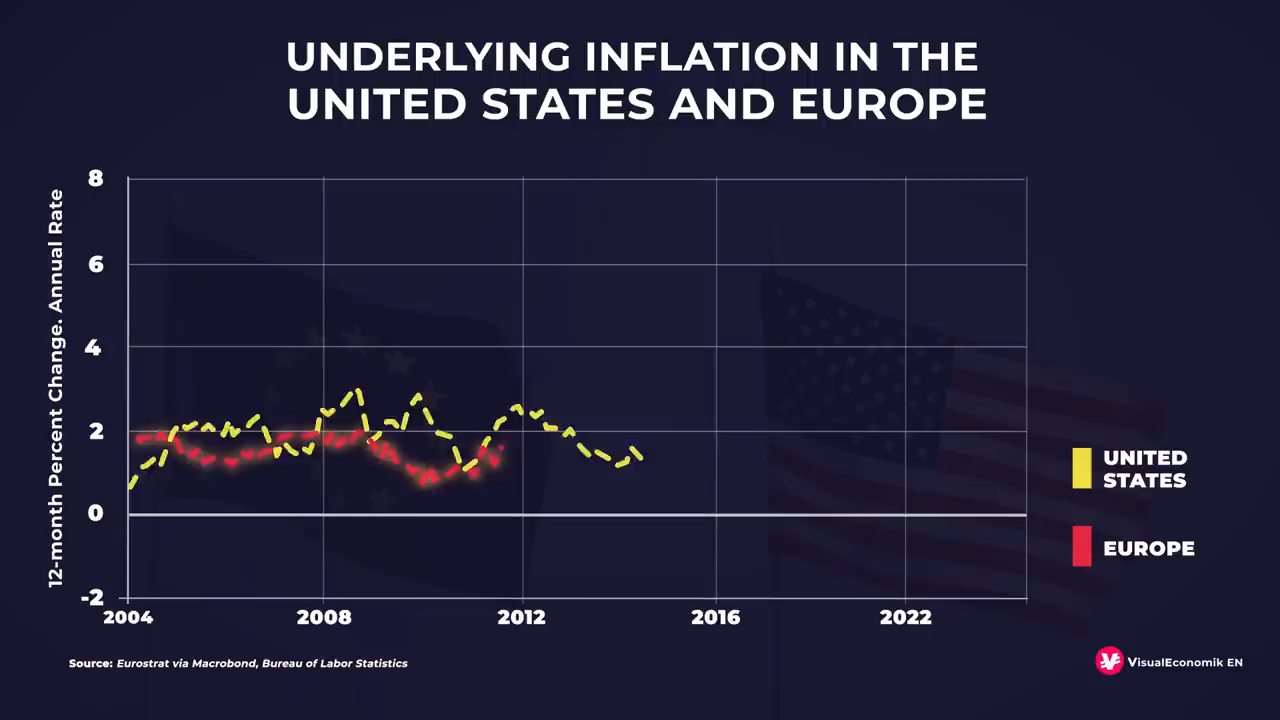 UNDERLYING INFLATION IN THE
UNITED STATES AND EUROPE
12-month Percent Change. Annual Rate
8
6
4
2
0
-2
2004
2008
2012
2016
2022
UNITED
STATES
EUROPE
Source: Eurostrat via Macrobond, Bureau of Labor Statistics
VisualEconomik EN